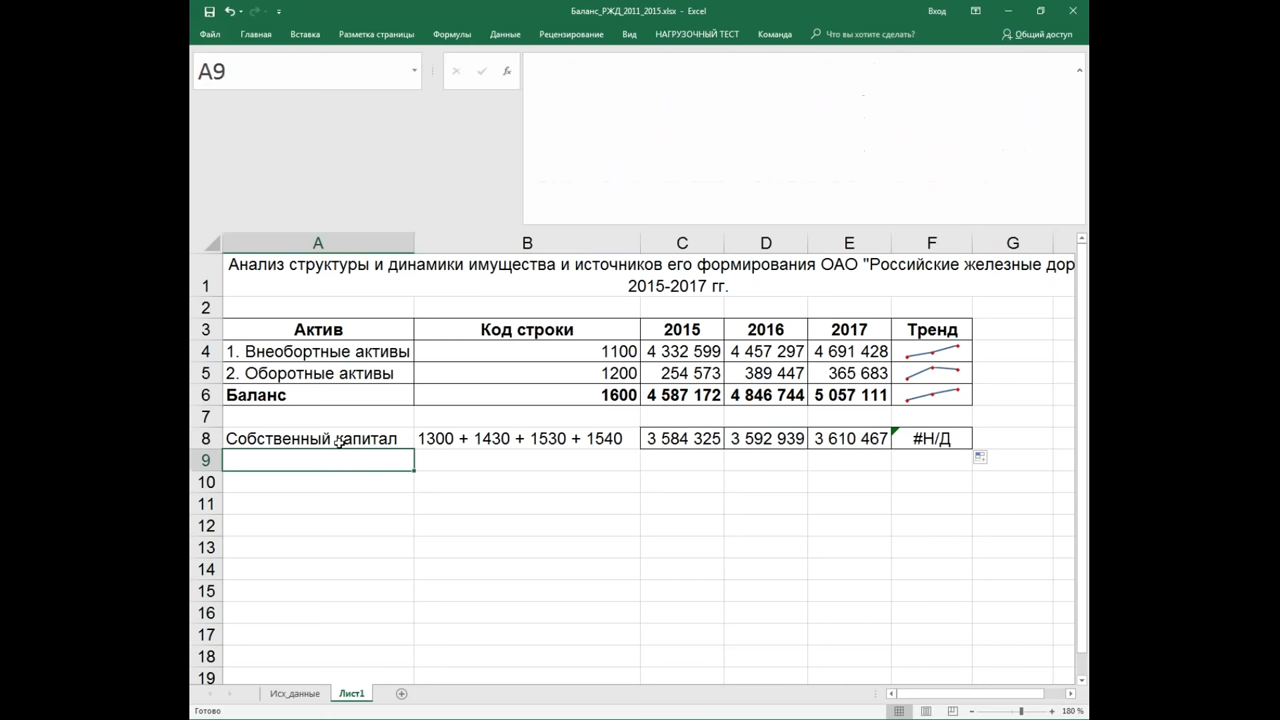 Баланс_РЖД_2011_2015.xlsx - Excel
Вход
Файл Главная Вставка Разметка страницы Формулы Данные Рецензирование Вид НАГРУЗОЧНЫЙ ТЕСТ Команда Что вы хотите сделать? Общий доступ
A9 fx
A B C D E F G
1 Анализ структуры и динамики имущества и источников его формирования ОАО "Российские железные дор
2015-2017 гг.
2
3 Актив Код строки 2015 2016 2017 Тренд
4 1. Внеобортные активы 1100 4 332 599 4 457 297 4 691 428
5 2. Оборотные активы 1200 254 573 389 447 365 683
6 Баланс 1600 4 587 172 4 846 744 5 057 111
7
8 Собственный капитал 1300 + 1430 + 1530 + 1540 3 584 325 3 592 939 3 610 467 #Н/Д
9
10
11
12
13
14
15
16
17
18
19
Исх_данные Лист1
Готово 180 %